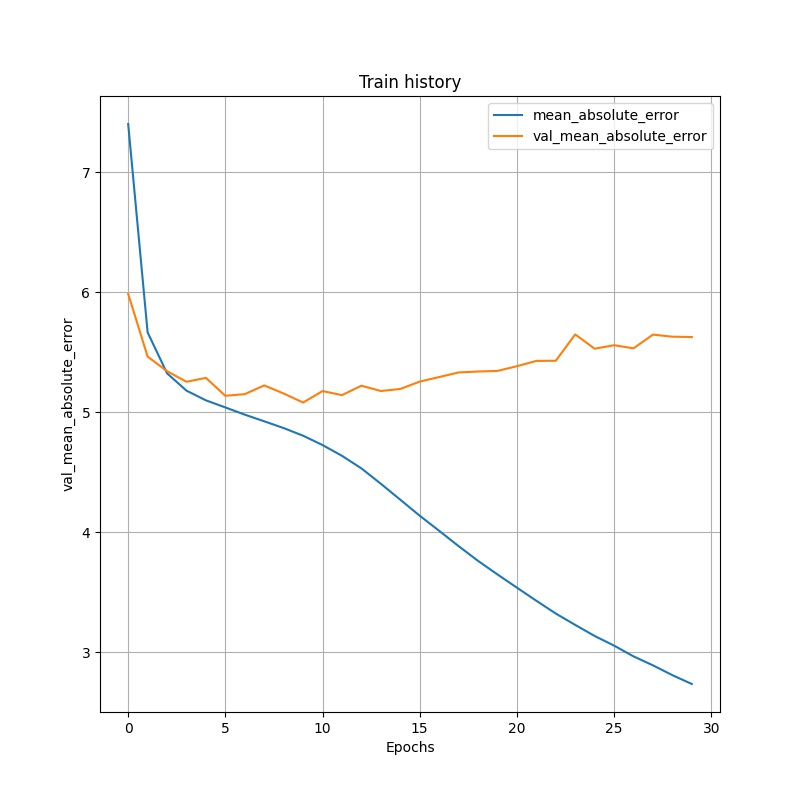 Train history
mean_absolute_error
val_mean_absolute_error
val_mean_absolute_error
7
6
5
4
3
0 5 10 15 20 25 30
Epochs